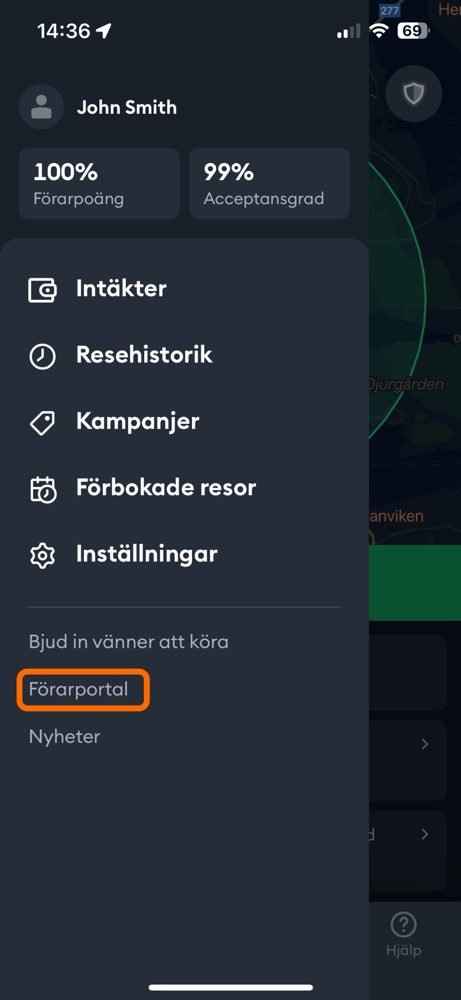 277
14:36
69
John Smith
100%
Förarpoäng
99%
Acceptansgrad
Intäkter
Resehistorik
Djurgården
Kampanjer
Förbokade resor
anviken
Inställningar
Bjud in vänner att köra
Förarportal
Nyheter
Hjälp